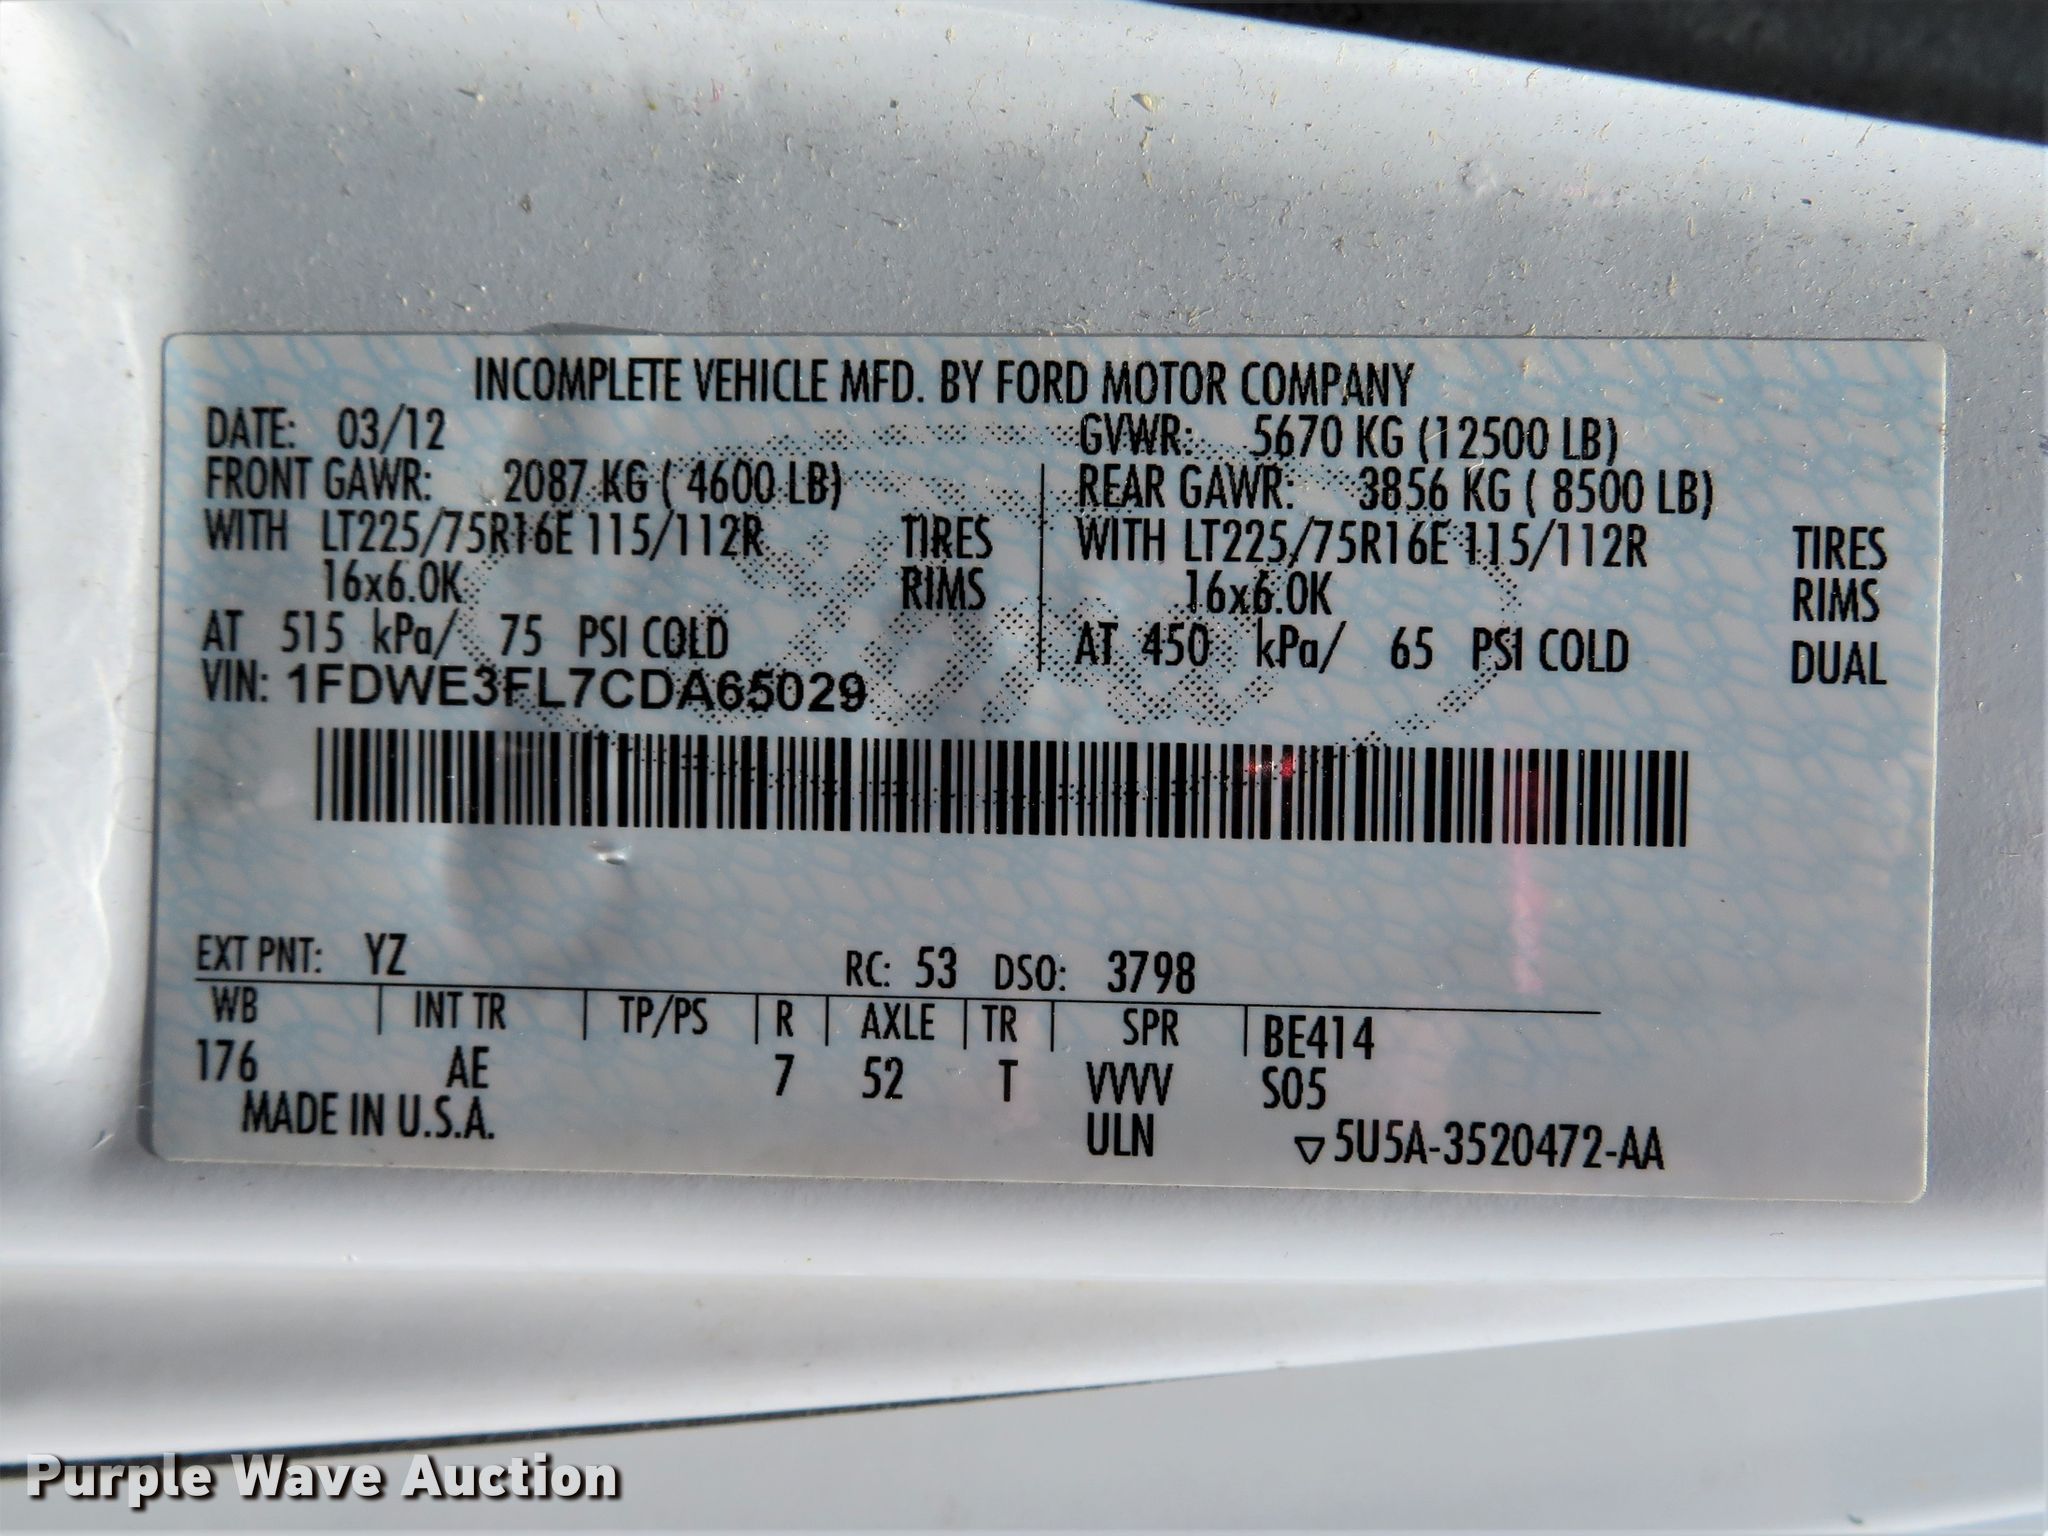 INCOMPLETE VEHICLE MFD. BY FORD MOTOR COMPANY
DATE: 03/12 GVWR: 5670 KG (12500 LB)
FRONT GAWR: 2087 KG ( 4600 LB) REAR GAWR: 3856 KG ( 8500 LB)
WITH LT225/75R16E 115/112R TIRES WITH LT225/75R16E 115/112R TIRES
16x6.0K RIMS 16x6.0K RIMS
AT 515 kPa/ 75 PSI COLD AT 450 kPa/ 65 PSI COLD DUAL
VIN: 1FDWE3FL7CDA65029
EXT PNT: YZ RC: 53 DSO: 3798
WB INT TR TP/PS R AXLE TR SPR BE414
176 AE 7 52 T VVVV S05
MADE IN U.S.A. ULN ▽5U5A-3520472-AA
Purple Wave Auction